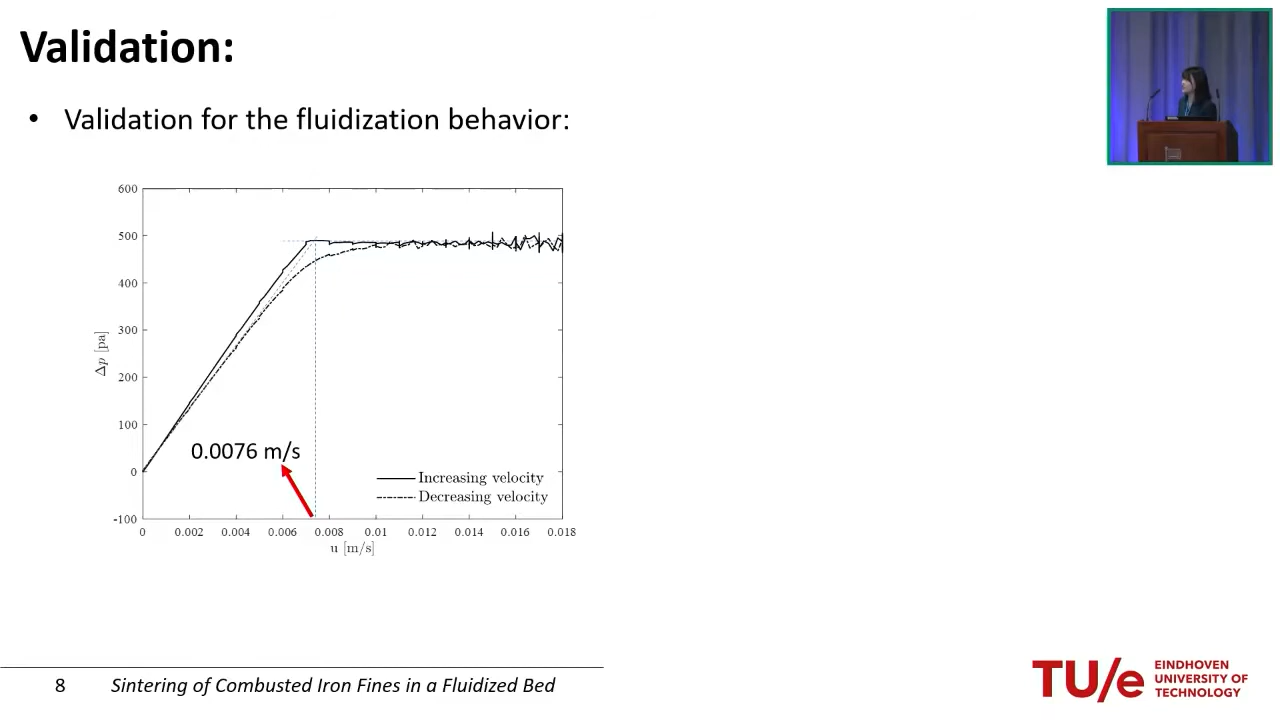 Validation:
• Validation for the fluidization behavior:
600
500
400
300
200
100
0
-100
Δp [pa]
0.0076 m/s
Increasing velocity
Decreasing velocity
0 0.002 0.004 0.006 0.008 0.01 0.012 0.014 0.016 0.018
u [m/s]
8 Sintering of Combusted Iron Fines in a Fluidized Bed
TU/e
EINDHOVEN
UNIVERSITY OF
TECHNOLOGY